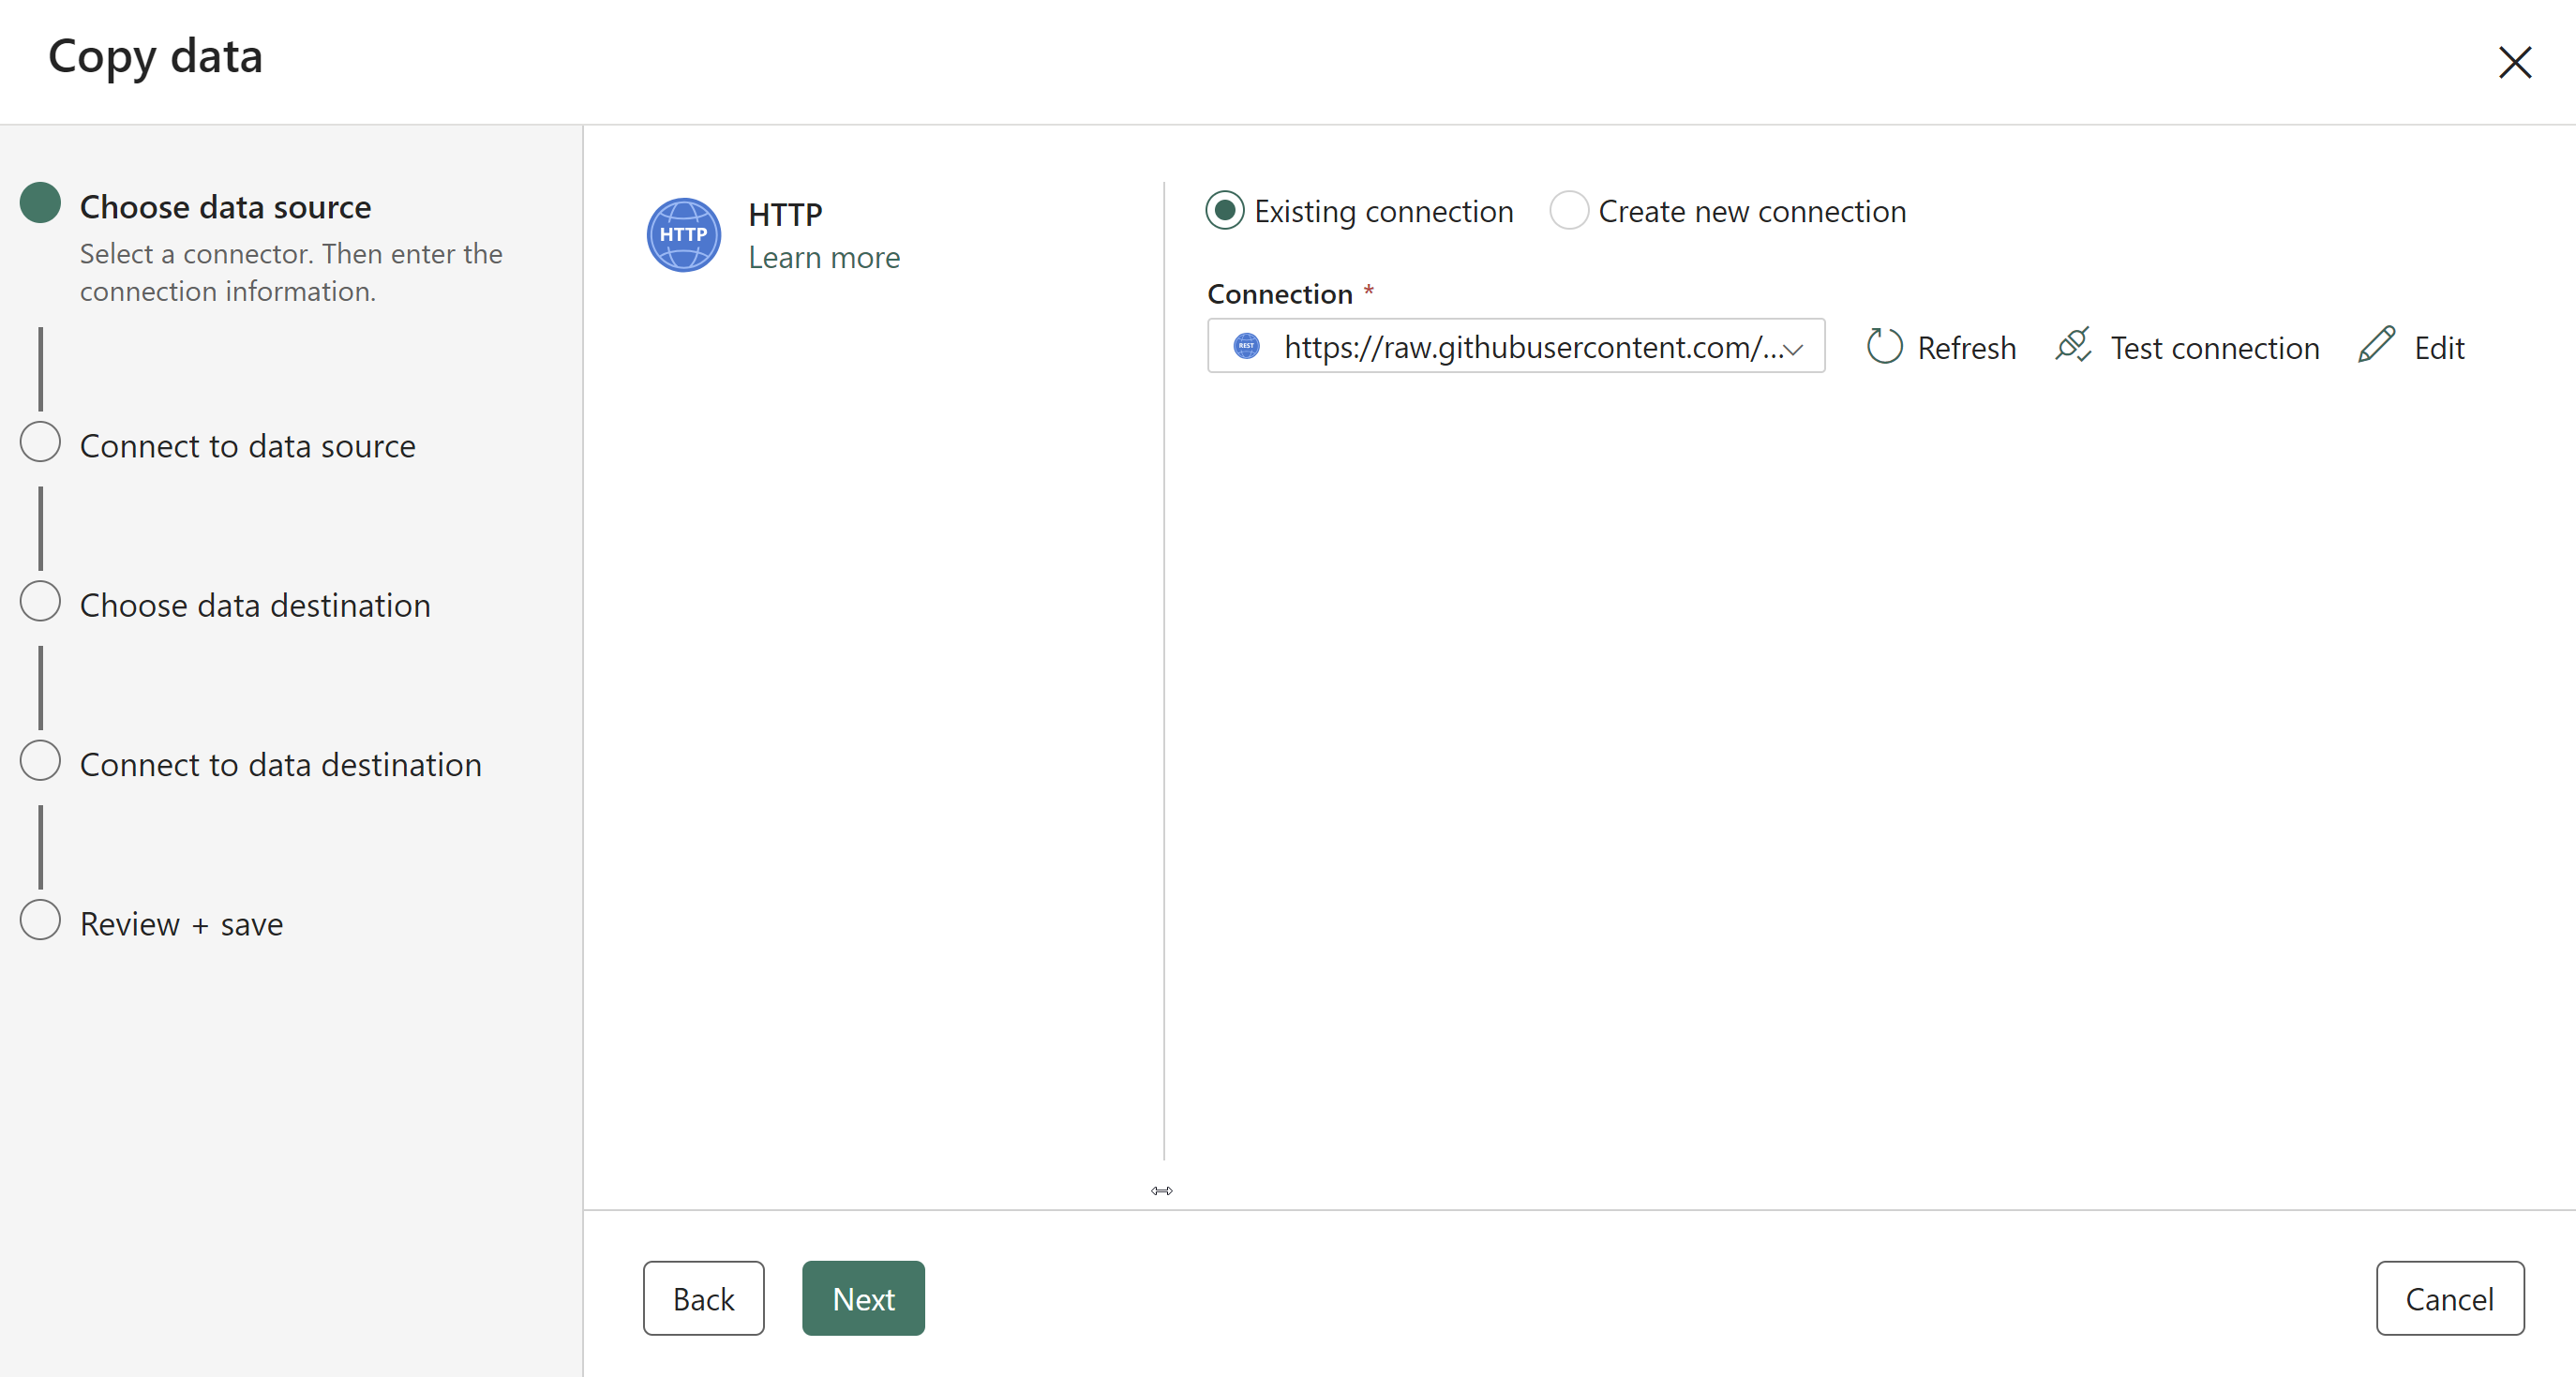 Copy data
Choose data source
Select a connector. Then enter the
connection information.
Connect to data source
Choose data destination
Connect to data destination
Review + save
HTTP
HTTP
Learn more
Existing connection
Create new connection
Connection *
REST
https://raw.githubusercontent.com/...
Refresh
Test connection
Edit
Back
Next
Cancel